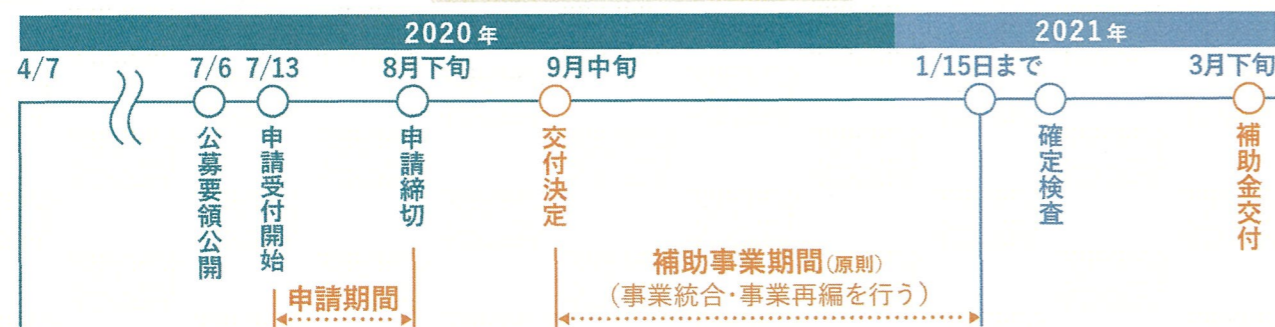 2020年
2021年
4/7
7/6
7/13
8月下旬
9月中旬
1/15日まで
3月下旬
公募要領公開
申請受付開始
申請締切
交付決定
確定検査
補助金交付
申請期間
補助事業期間(原則)
(事業統合・事業再編を行う)